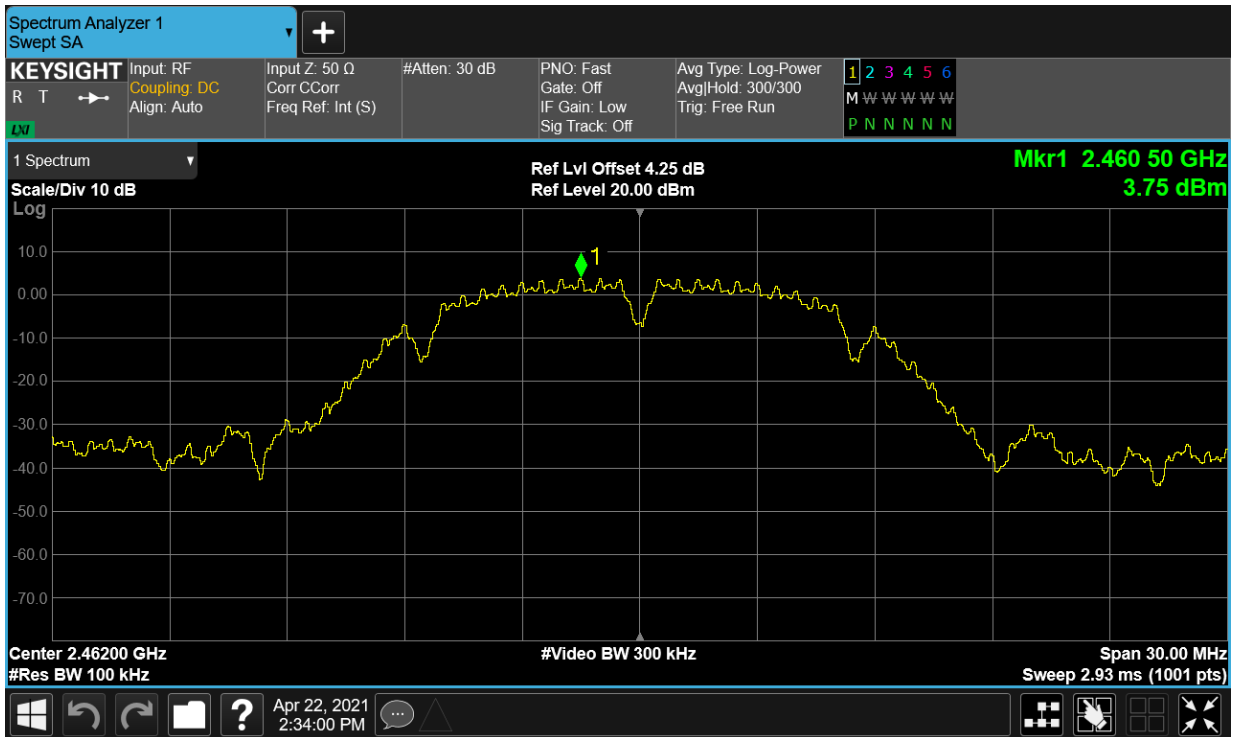 Spectrum Analyzer 1
Swept SA
KEYSIGHT
R T
LXI
Input: RF
Coupling: DC
Align: Auto
Input Z: 50 Ω
Corr CCorr
Freq Ref: Int (S)
#Atten: 30 dB
PNO: Fast
Gate: Off
IF Gain: Low
Sig Track: Off
Avg Type: Log-Power
Avg|Hold: 300/300
Trig: Free Run
1 2 3 4 5 6
M W W W W W
P N N N N N
1 Spectrum
Scale/Div 10 dB
Ref Lvl Offset 4.25 dB
Ref Level 20.00 dBm
Mkr1 2.460 50 GHz
3.75 dBm
Log
10.0
0.00
-10.0
-20.0
-30.0
-40.0
-50.0
-60.0
-70.0
1
Center 2.46200 GHz
#Res BW 100 kHz
#Video BW 300 kHz
Span 30.00 MHz
Sweep 2.93 ms (1001 pts)
?
Apr 22, 2021
2:34:00 PM